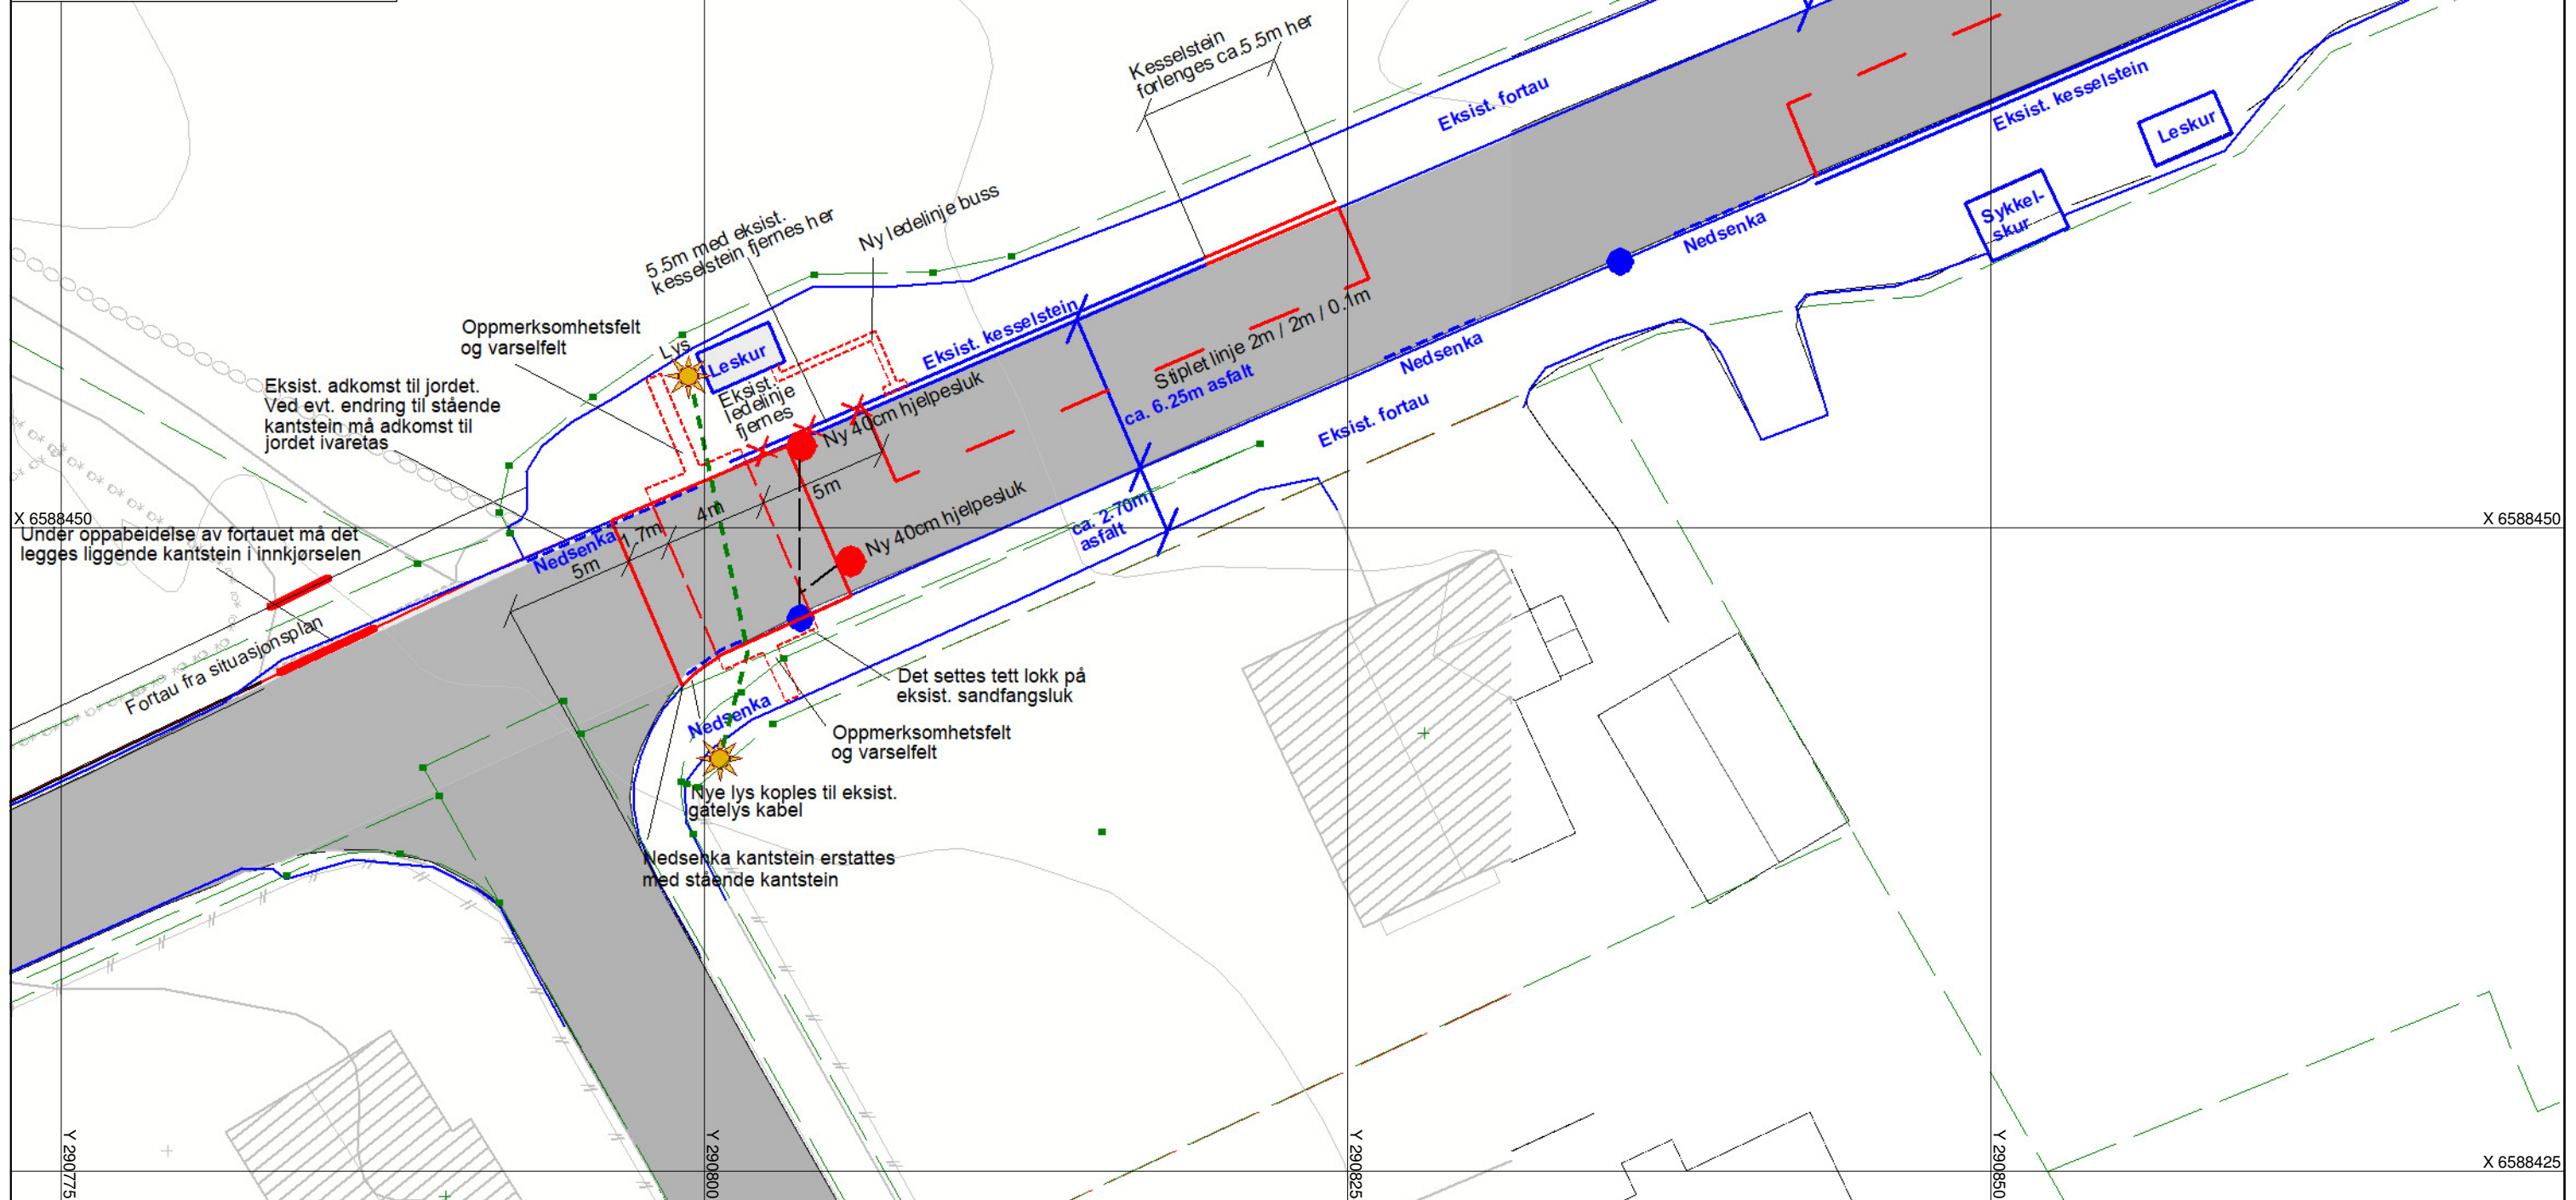 Kesselstein
forlenges ca.5.5m her
Eksist. fortau
Eksist. kesselstein
Leskur
Sykkel-
skur
Nedsenka
5.5m med eksist.
kesselstein fjernes her
Ny ledelinje buss
Oppmerksomhetsfelt
og varselfelt
Lys
Leskur
Eksist.
ledelinje
fjernes
Eksist. kesselstein
Stiplet linje 2m / 2m / 0.1m
ca. 6.25m asfalt
Nedsenka
Eksist. fortau
Eksist. adkomst til jordet.
Ved evt. endring til stående
kantstein må adkomst til
jordet ivaretas
Ny 40cm hjelpesluk
5m
4m
1.7m
5m
Nedsenka
Ny 40cm hjelpesluk
ca. 2.70m
asfalt
X 6588450
X 6588450
Under oppabeidelse av fortauet må det
legges liggende kantstein i innkjørselen
Fortau fra situasjonsplan
Det settes tett lokk på
eksist. sandfangsluk
Nedsenka
Oppmerksomhetsfelt
og varselfelt
Nye lys koples til eksist.
gatelys kabel
Nedsenka kantstein erstattes
med stående kantstein
Y 290775
Y 290800
Y 290825
Y 290850
X 6588425